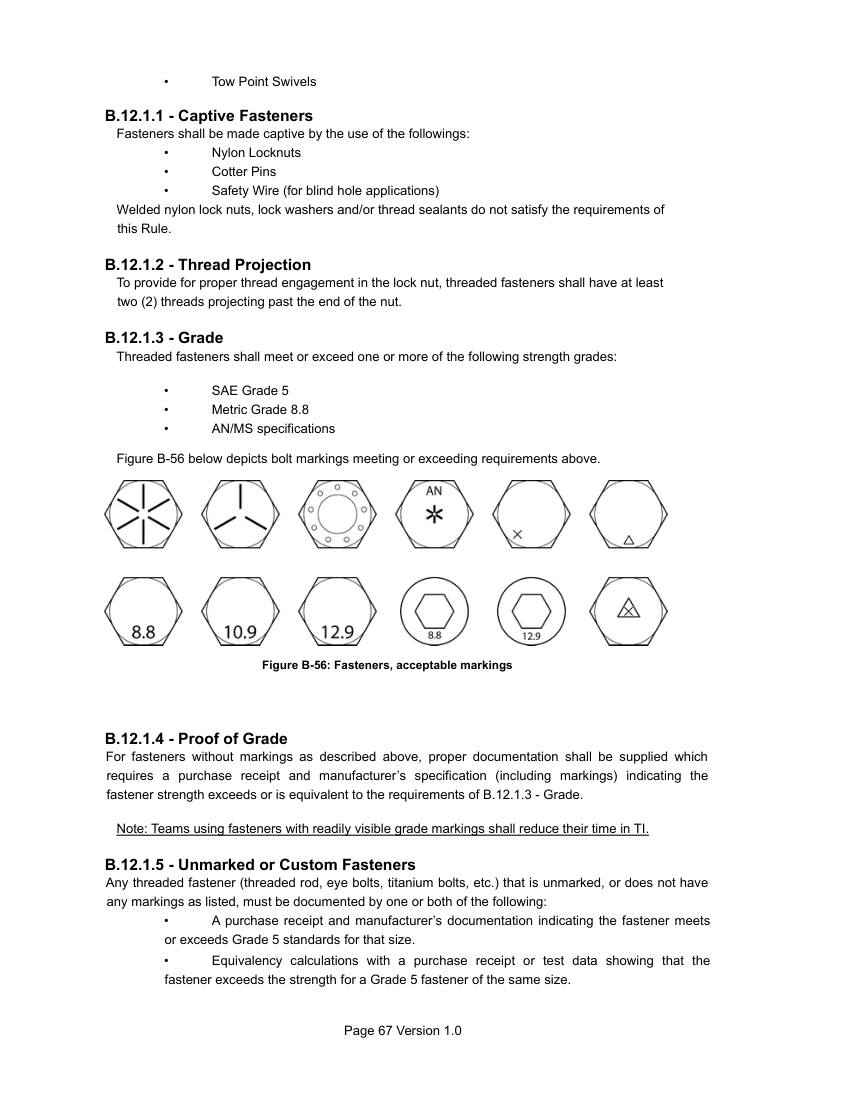 • Tow Point Swivels
B.12.1.1 - Captive Fasteners
Fasteners shall be made captive by the use of the followings:
• Nylon Locknuts
• Cotter Pins
• Safety Wire (for blind hole applications)
Welded nylon lock nuts, lock washers and/or thread sealants do not satisfy the requirements of
this Rule.
B.12.1.2 - Thread Projection
To provide for proper thread engagement in the lock nut, threaded fasteners shall have at least
two (2) threads projecting past the end of the nut.
B.12.1.3 - Grade
Threaded fasteners shall meet or exceed one or more of the following strength grades:
• SAE Grade 5
• Metric Grade 8.8
• AN/MS specifications
Figure B-56 below depicts bolt markings meeting or exceeding requirements above.
AN
8.8 10.9 12.9 8.8 12.9
Figure B-56: Fasteners, acceptable markings
B.12.1.4 - Proof of Grade
For fasteners without markings as described above, proper documentation shall be supplied which
requires a purchase receipt and manufacturer’s specification (including markings) indicating the
fastener strength exceeds or is equivalent to the requirements of B.12.1.3 - Grade.
Note: Teams using fasteners with readily visible grade markings shall reduce their time in TI.
B.12.1.5 - Unmarked or Custom Fasteners
Any threaded fastener (threaded rod, eye bolts, titanium bolts, etc.) that is unmarked, or does not have
any markings as listed, must be documented by one or both of the following:
• A purchase receipt and manufacturer’s documentation indicating the fastener meets
or exceeds Grade 5 standards for that size.
• Equivalency calculations with a purchase receipt or test data showing that the
fastener exceeds the strength for a Grade 5 fastener of the same size.
Page 67 Version 1.0